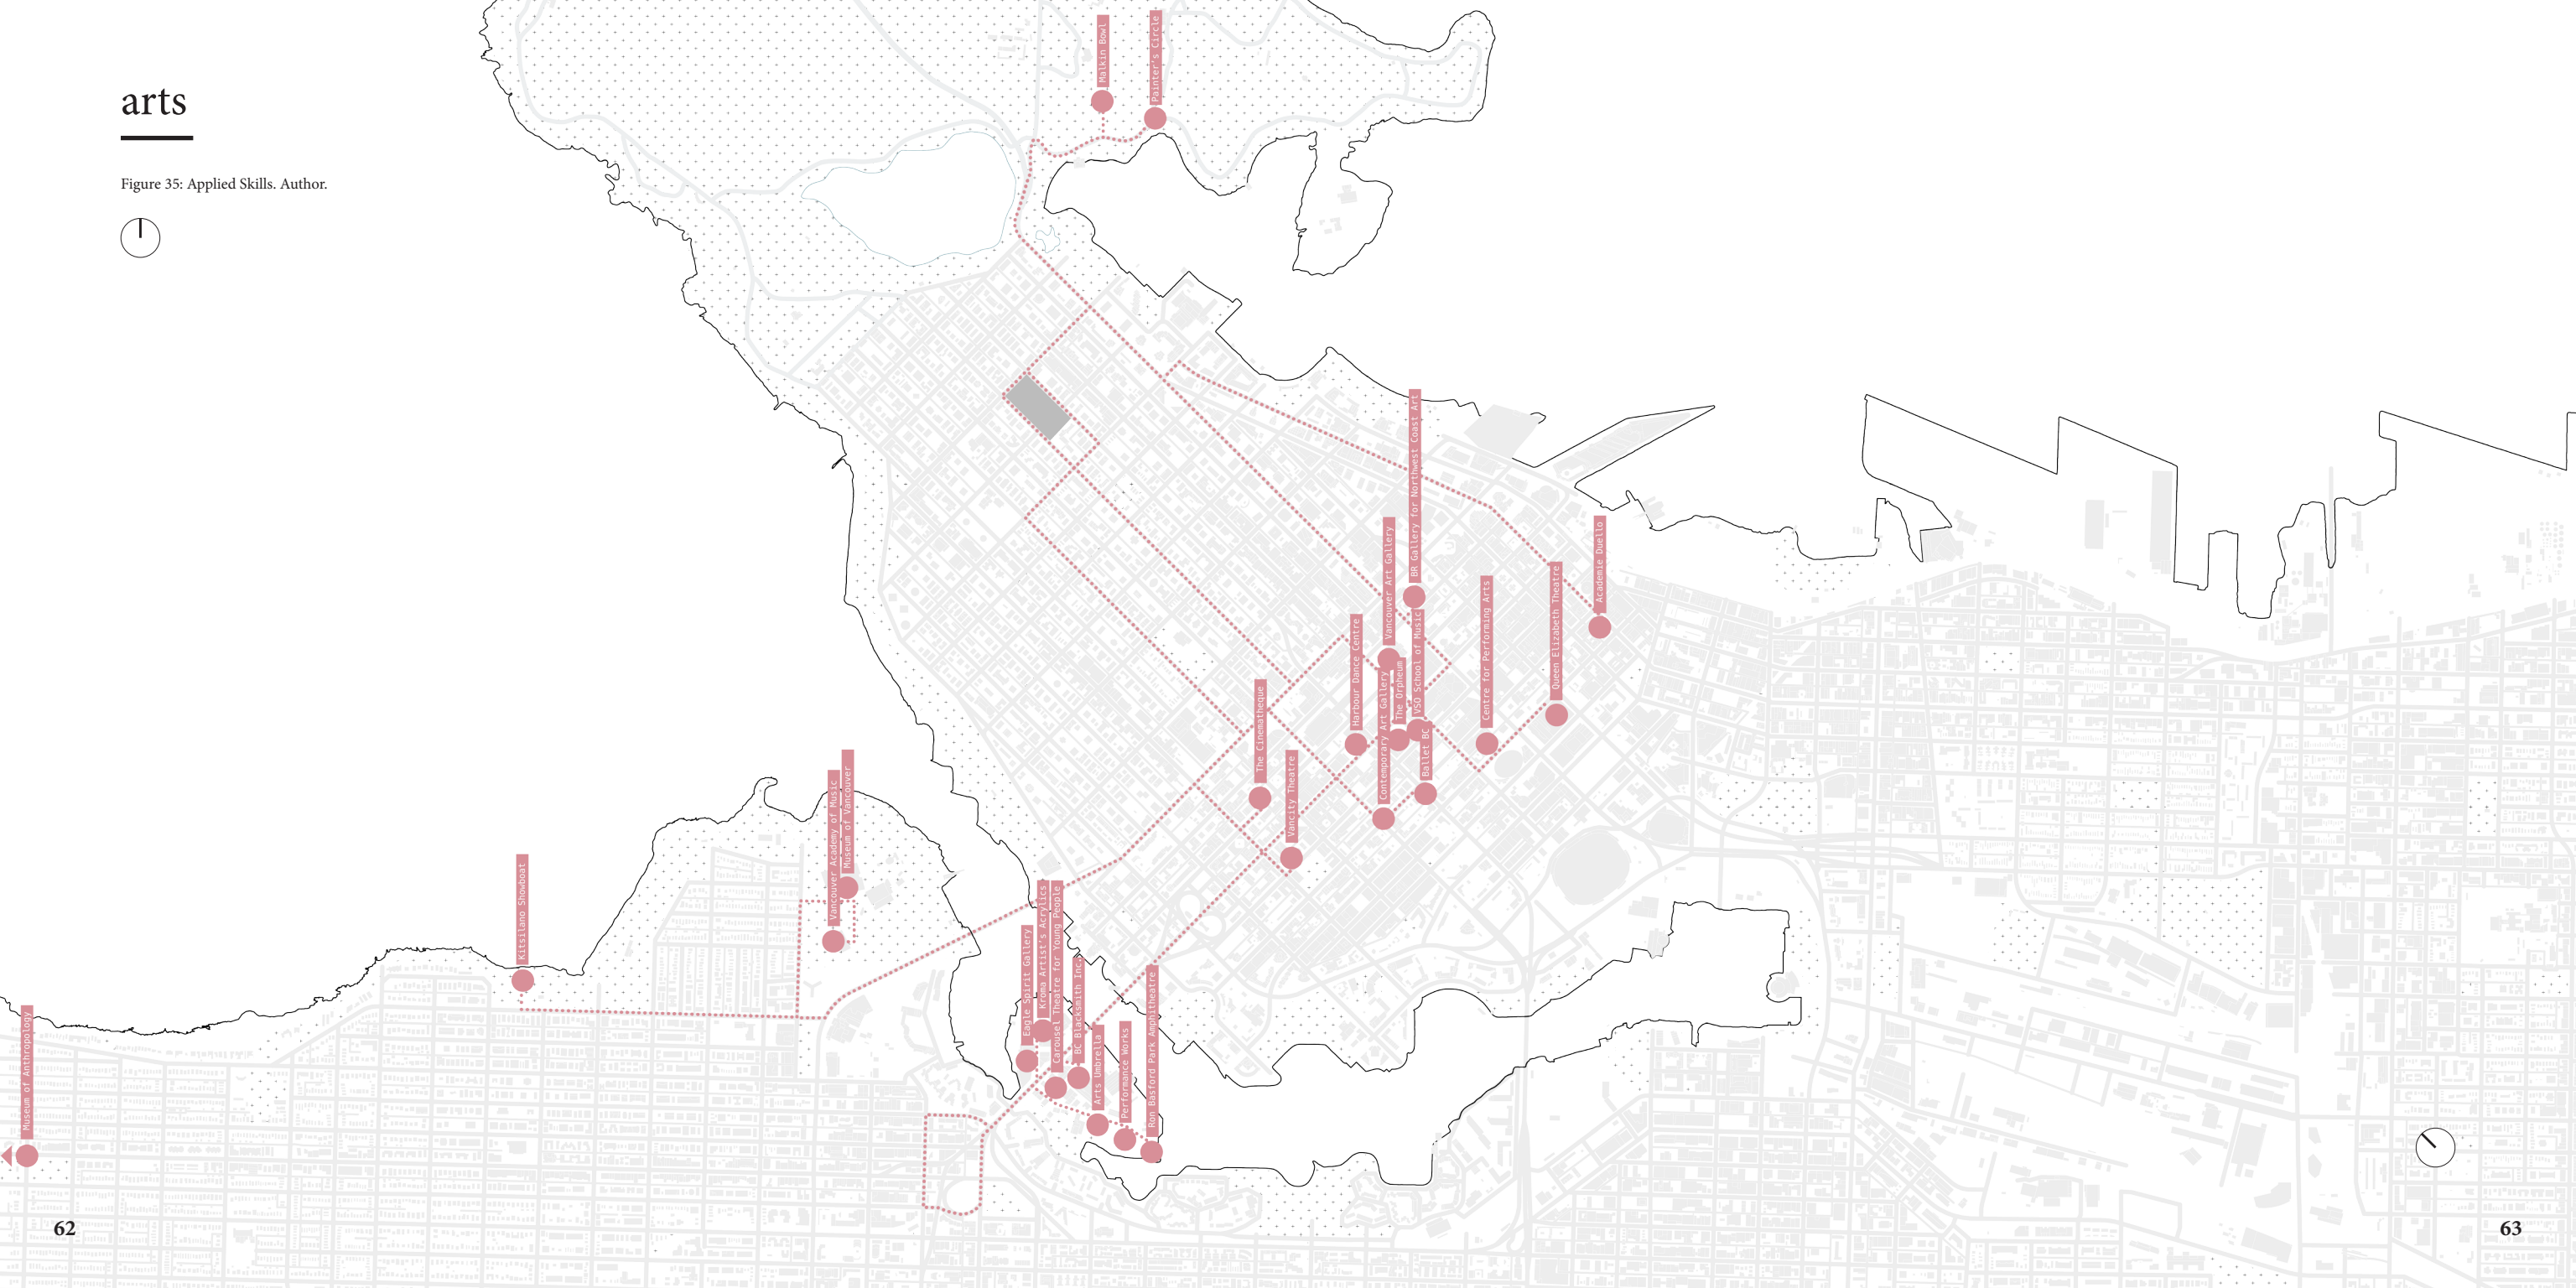 arts
Figure 35: Applied Skills. Author.
Malkin Bowl
Painter's Circle
BR Gallery for Northwest Coast Art
Vancouver Art Gallery
Academie Duello
Queen Elizabeth Theatre
Centre for Performing Arts
Harbour Dance Centre
VSO School of Music
The Orpheum
Contemporary Art Gallery
Ballet BC
The Cinematheque
Vancity Theatre
Vancouver Academy of Music
Museum of Vancouver
Kitsilano Showboat
Eagle Spirit Gallery
Kroma Artist's Acrylics
Carousel Theatre for Young People
BC Blacksmith Inc.
Arts Umbrella
Performance Works
Ron Basford Park Amphitheatre
Museum of Anthropology
62
63